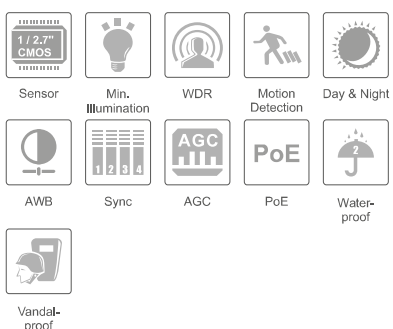 1 / 2.7"
CMOS
Sensor
Min.
Illumination
WDR
Motion
Detection
Day & Night
AWB
1 2 3 4
Sync
AGC
AGC
PoE
PoE
2
Water-
proof
Vandal-
proof